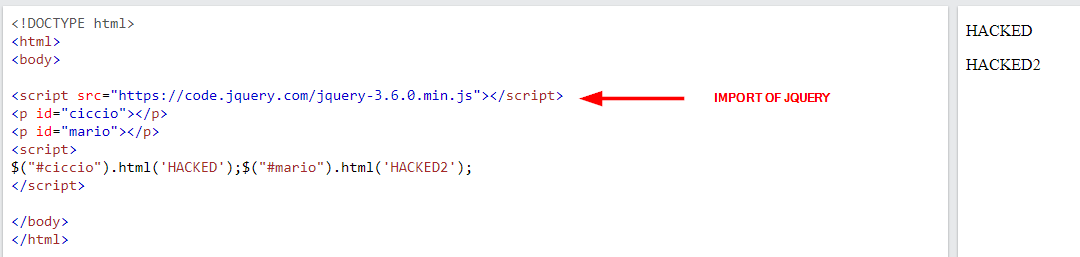 <!DOCTYPE html>
<html>
<body>
<script src="https://code.jquery.com/jquery-3.6.0.min.js"></script>
IMPORT OF JQUERY
<p id="ciccio"></p>
<p id="mario"></p>
<script>
$("#ciccio").html('HACKED');$("#mario").html('HACKED2');
</script>
</body>
</html>
HACKED
HACKED2